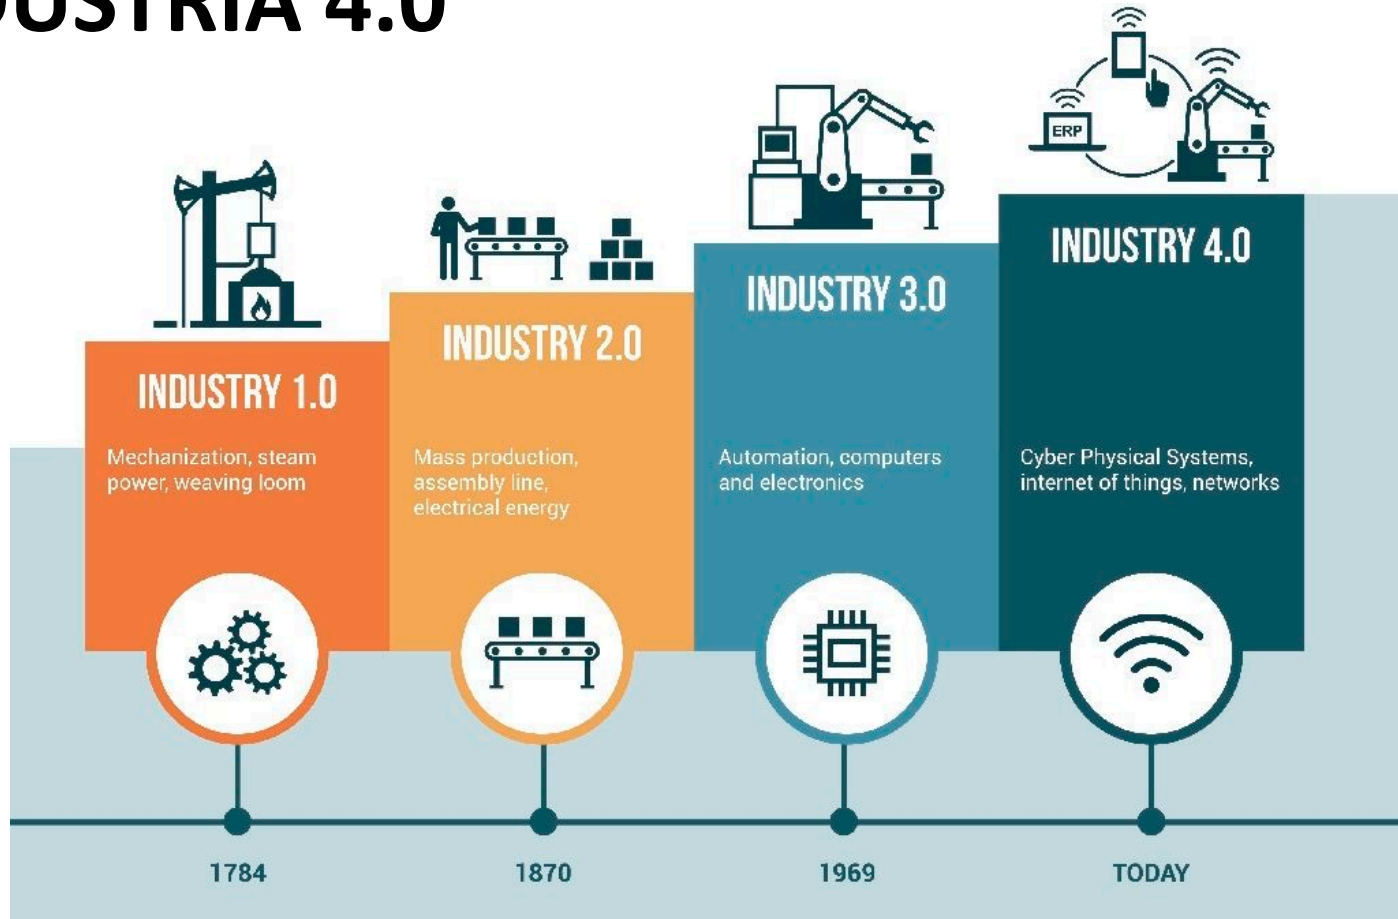 DUSTRIA 4.0
ERP
INDUSTRY 1.0
Mechanization, steam
power, weaving loom
INDUSTRY 2.0
Mass production,
assembly line,
electrical energy
INDUSTRY 3.0
Automation, computers
and electronics
INDUSTRY 4.0
Cyber Physical Systems,
internet of things, networks
1784
1870
1969
TODAY